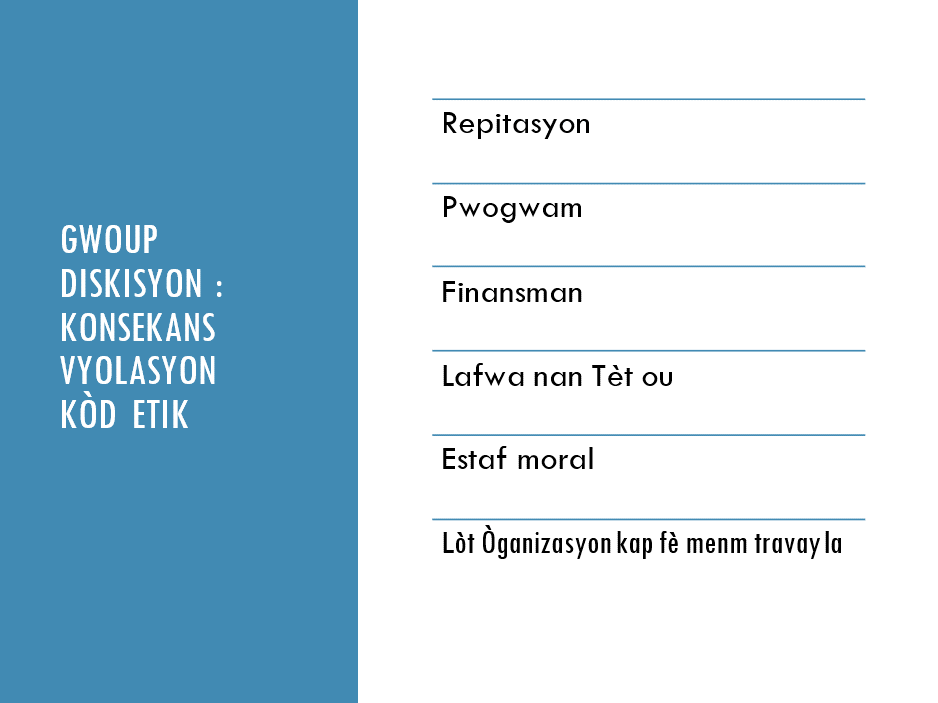 GWOUP
DISKISYON :
KONSEKANS
VYOLASYON
KÒD ETIK
Repitasyon
Pwogwam
Finansman
Lafwa nan Tèt ou
Estaf moral
Lòt Òganizasyon kap fè menm travay la